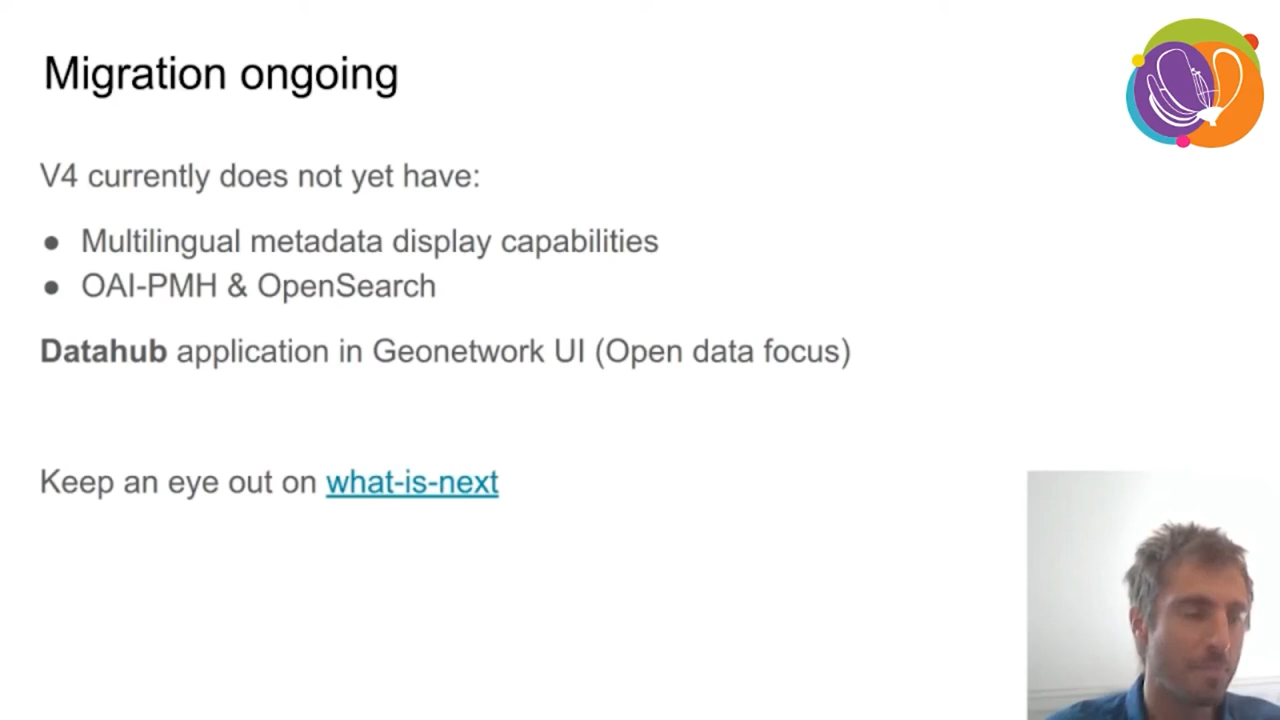 Migration ongoing
V4 currently does not yet have:
● Multilingual metadata display capabilities
● OAI-PMH & OpenSearch
Datahub application in Geonetwork UI (Open data focus)
Keep an eye out on what-is-next